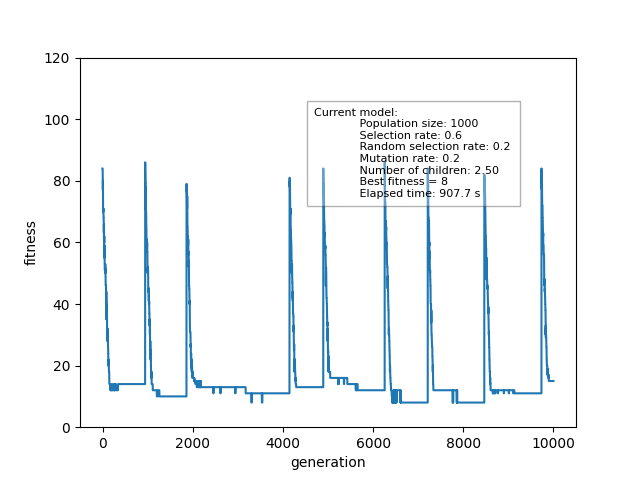 120
100
80
60
40
20
0
fitness
Current model:
Population size: 1000
Selection rate: 0.6
Random selection rate: 0.2
Mutation rate: 0.2
Number of children: 2.50
Best fitness = 8
Elapsed time: 907.7 s
0 2000 4000 6000 8000 10000
generation